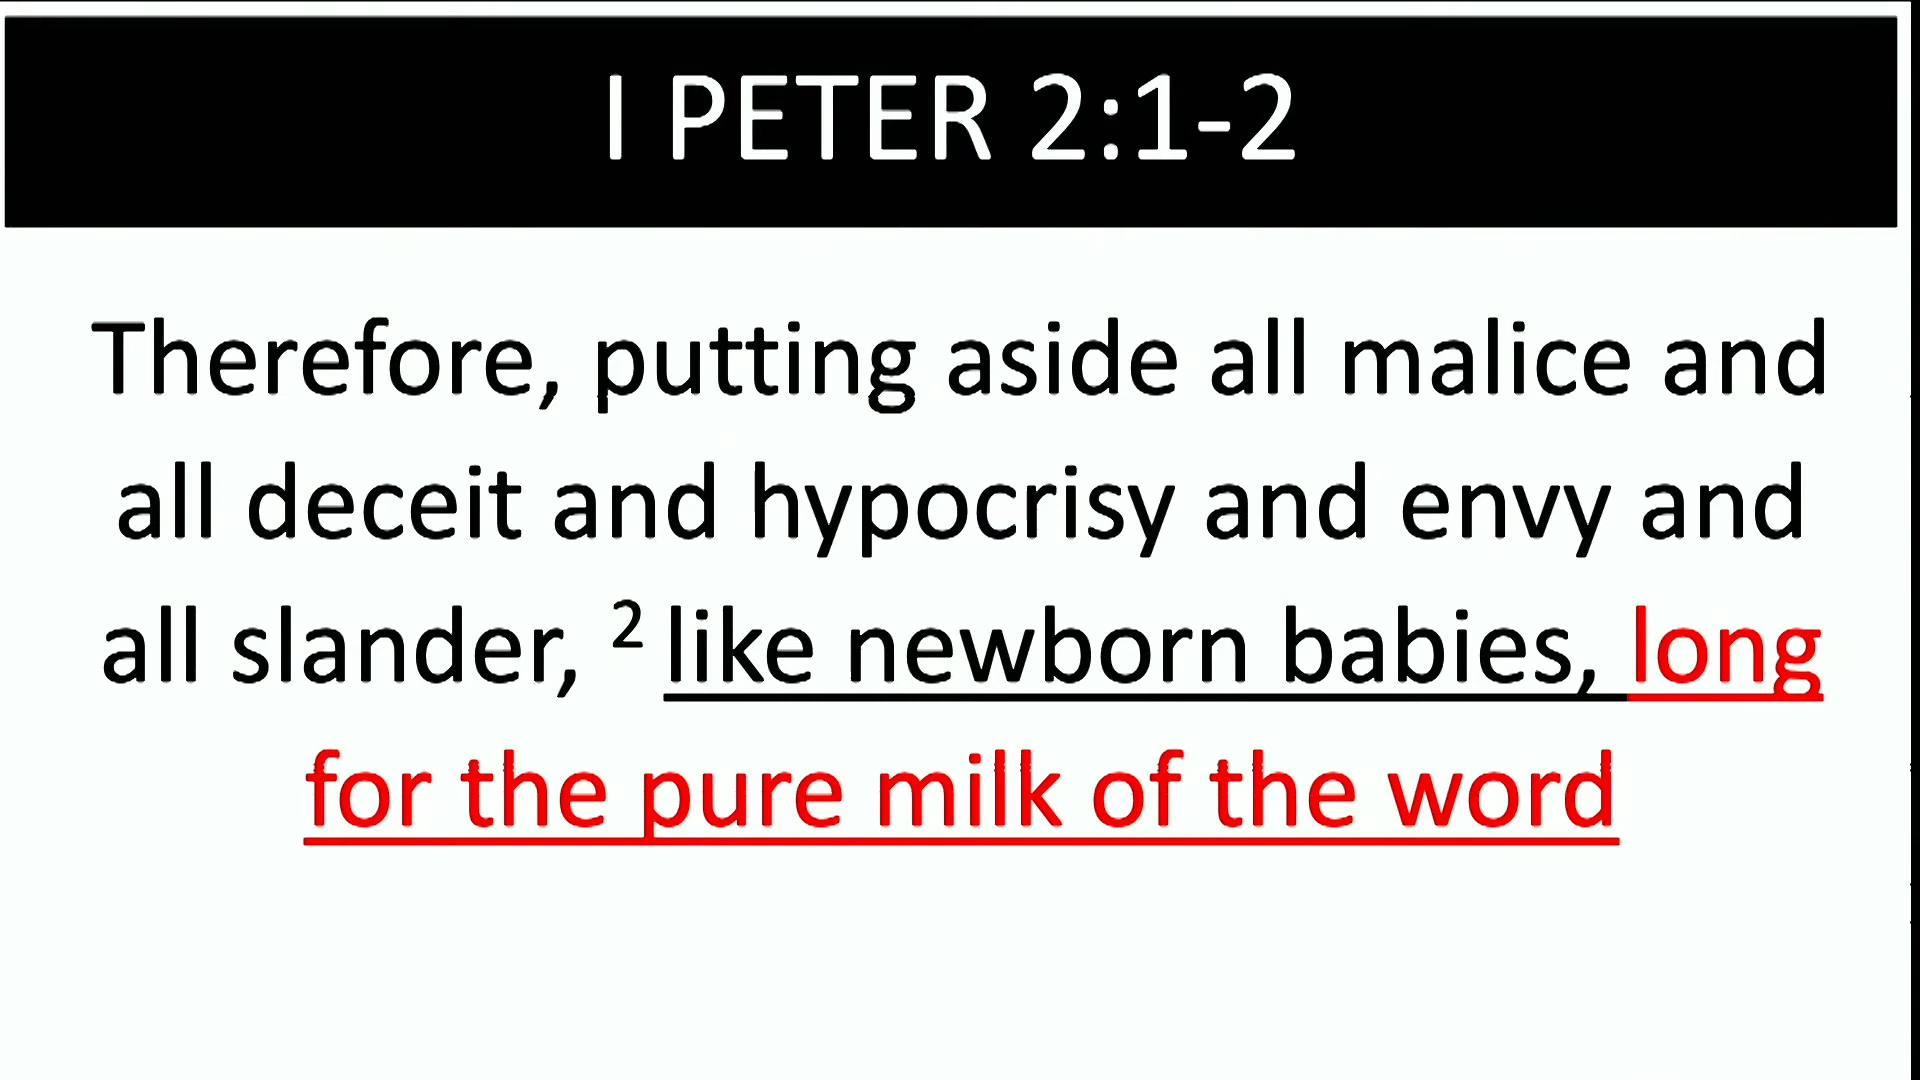 I PETER 2:1-2
Therefore, putting aside all malice and
all deceit and hypocrisy and envy and
all slander, 2 like newborn babies, long
for the pure milk of the word